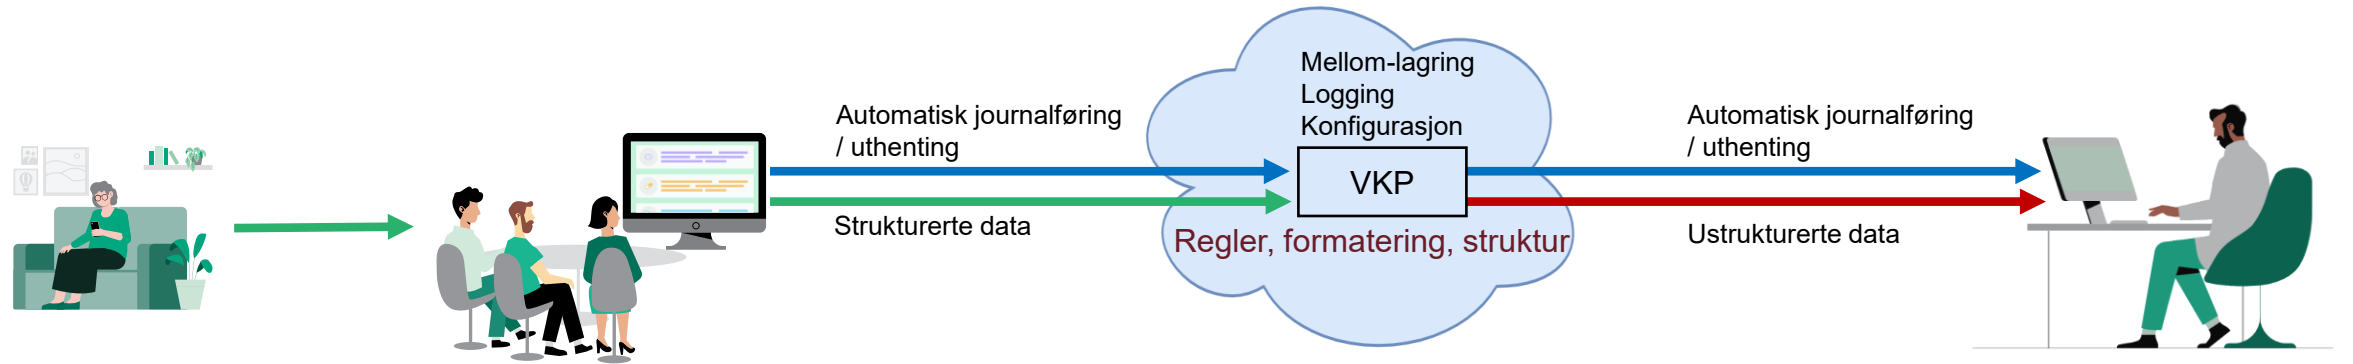 Automatisk journalføring
/ uthenting
Strukturerte data
Mellom-lagring
Logging
Konfigurasjon
VKP
Regler, formatering, struktur
Automatisk journalføring
/ uthenting
Ustrukturerte data